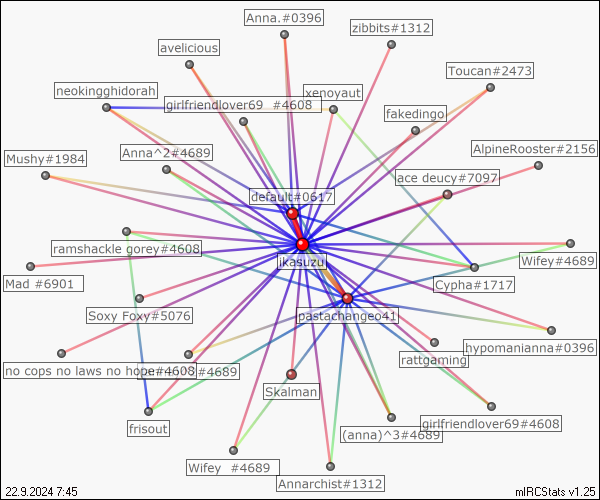 Anna.#0396
zibbits#1312
avelicious
Toucan#2473
neokingghidorah
xenoyaut
girlfriendlover69 #4608
fakedingo
AlpineRooster#2156
Anna^2#4689
Mushy#1984
ace deucy#7097
default#0617
ramshackle gorey#4608
Wifey#4689
jkasuzu
Mad #6901
Cypha#1717
Soxy Foxy#5076
pastachangeo41
hypomanianna#0396
rattgaming
no cops no laws no hope#4608
#4689
Skalman
girlfriendlover69#4608
frisout
(anna)^3#4689
Wifey #4689
Annarchist#1312
22.9.2024 7:45
mIRCStats v1.25